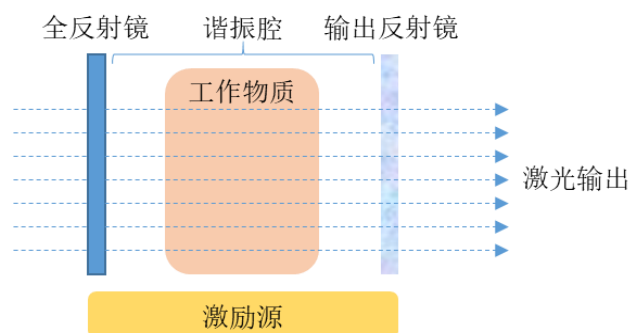 全反射镜
谐振腔
输出反射镜
工作物质
激光输出
激励源